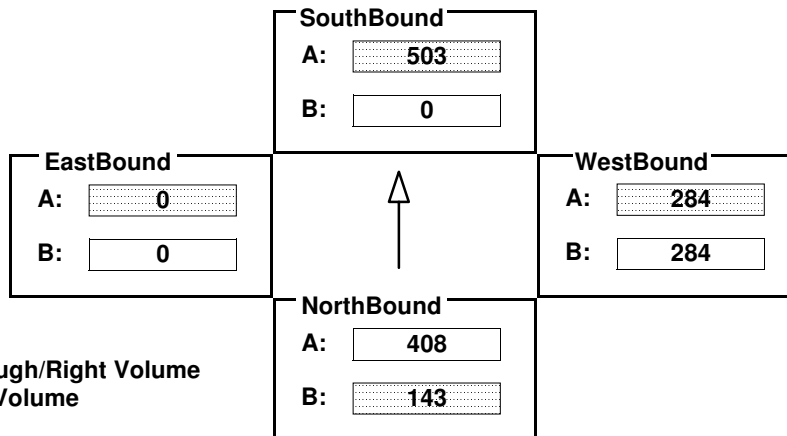 SouthBound
A: 503
B: 0
EastBound
A: 0
B: 0
WestBound
A: 284
B: 284
NorthBound
A: 408
B: 143
ugh/Right Volume
Volume